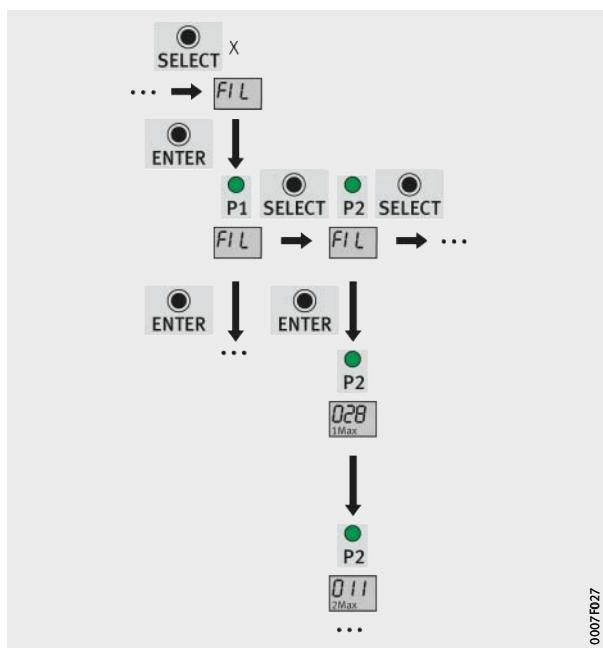 SELECT X
... FIL
ENTER
P1 SELECT P2 SELECT
FIL FIL ...
ENTER ENTER
...
P2
028
1Max
P2
011
2Max
...
0007F027